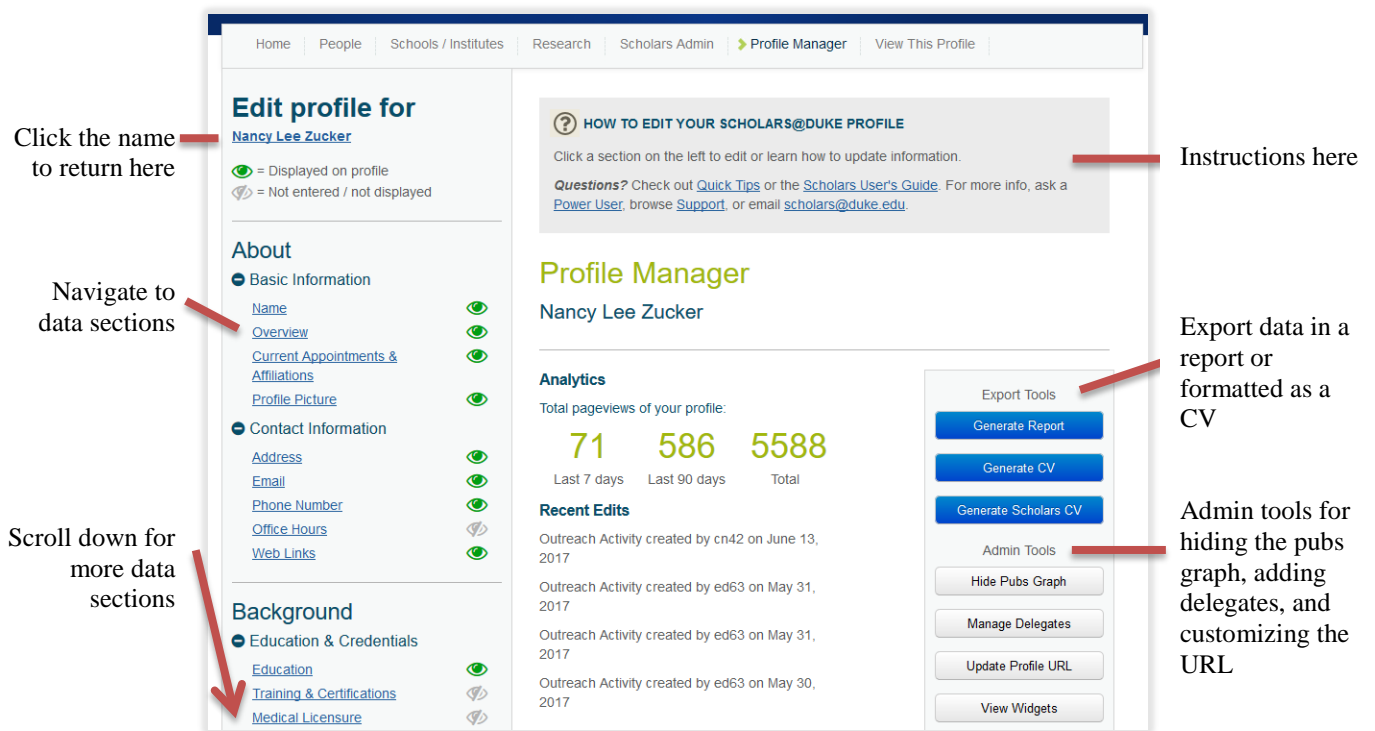 Home People Schools / Institutes Research Scholars Admin Profile Manager View This Profile
Click the name
to return here
Edit profile for
Nancy Lee Zucker
= Displayed on profile
= Not entered / not displayed
About
Basic Information
Navigate to
data sections
Name
Overview
Current Appointments &
Affiliations
Profile Picture
Contact Information
Address
Email
Phone Number
Office Hours
Web Links
Scroll down for
more data
sections
Background
Education & Credentials
Education
Training & Certifications
Medical Licensure
? HOW TO EDIT YOUR SCHOLARS@DUKE PROFILE
Click a section on the left to edit or learn how to update information.
Questions? Check out Quick Tips or the Scholars User's Guide. For more info, ask a
Power User, browse Support, or email scholars@duke.edu.
Instructions here
Profile Manager
Nancy Lee Zucker
Analytics
Total pageviews of your profile:
71 586 5588
Last 7 days Last 90 days Total
Recent Edits
Outreach Activity created by cn42 on June 13,
2017
Outreach Activity created by ed63 on May 31,
2017
Outreach Activity created by ed63 on May 31,
2017
Outreach Activity created by ed63 on May 30,
2017
Export Tools
Generate Report
Generate CV
Generate Scholars CV
Admin Tools
Hide Pubs Graph
Manage Delegates
Update Profile URL
View Widgets
Export data in a
report or
formatted as a
CV
Admin tools for
hiding the pubs
graph, adding
delegates, and
customizing the
URL